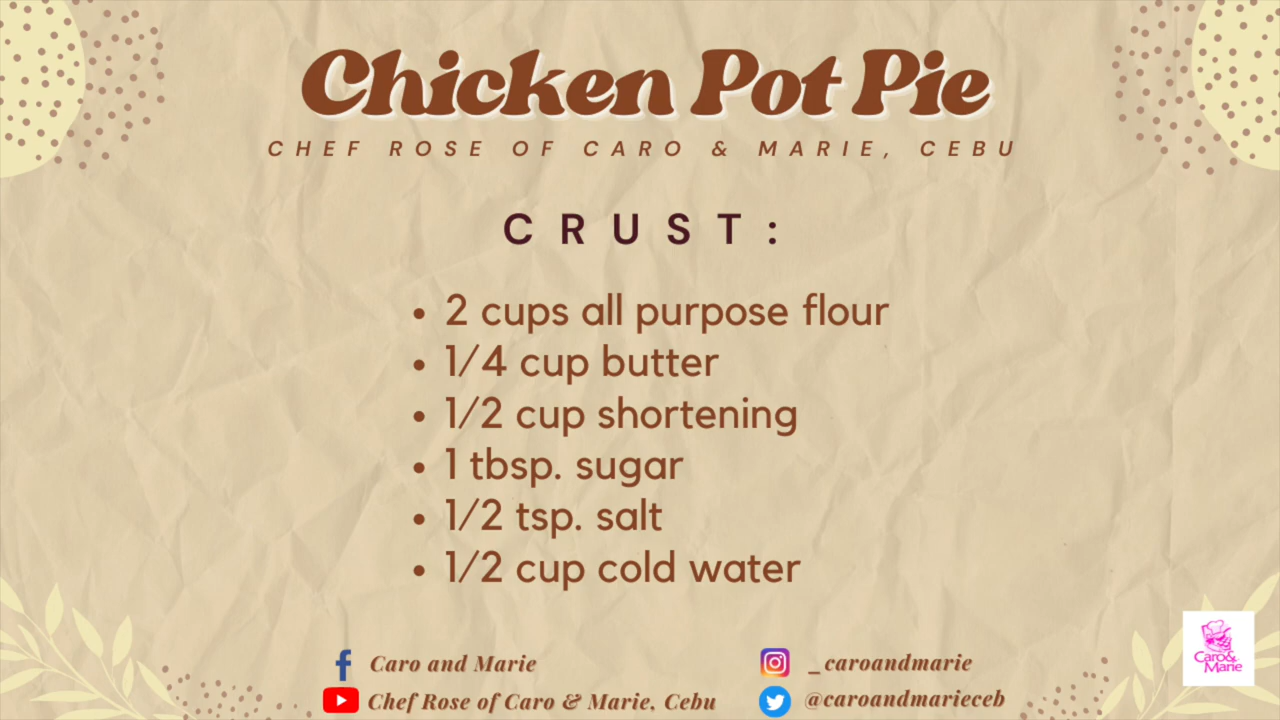 Chicken Pot Pie
CHEF ROSE OF CARO & MARIE, CEBU
CRUST:
• 2 cups all purpose flour
• 1/4 cup butter
• 1/2 cup shortening
• 1 tbsp. sugar
• 1/2 tsp. salt
• 1/2 cup cold water
Caro and Marie
_caroandmarie
Chef Rose of Caro & Marie, Cebu
@caroandmarieceb
Caro&
Marie